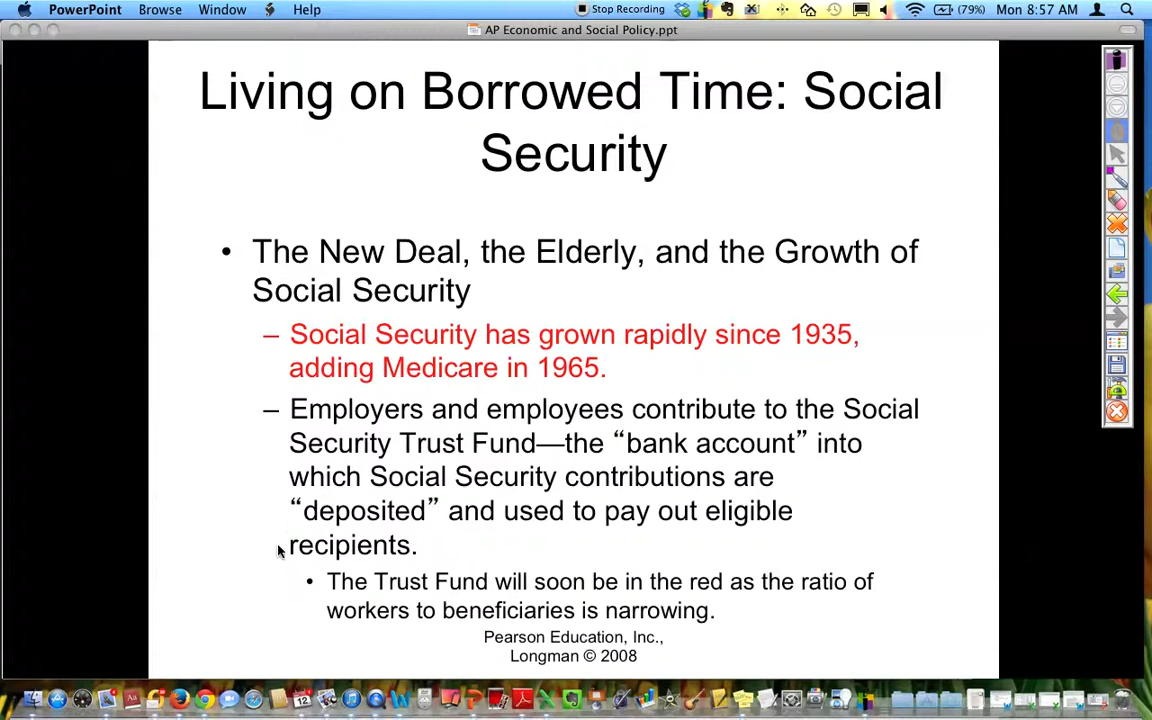 PowerPoint Browse Window Help Stop Recording (79%) Mon 8:57 AM
AP Economic and Social Policy.ppt
Living on Borrowed Time: Social
Security
• The New Deal, the Elderly, and the Growth of
Social Security
– Social Security has grown rapidly since 1935,
adding Medicare in 1965.
– Employers and employees contribute to the Social
Security Trust Fund—the “bank account” into
which Social Security contributions are
“deposited” and used to pay out eligible
recipients.
• The Trust Fund will soon be in the red as the ratio of
workers to beneficiaries is narrowing.
Pearson Education, Inc.,
Longman © 2008